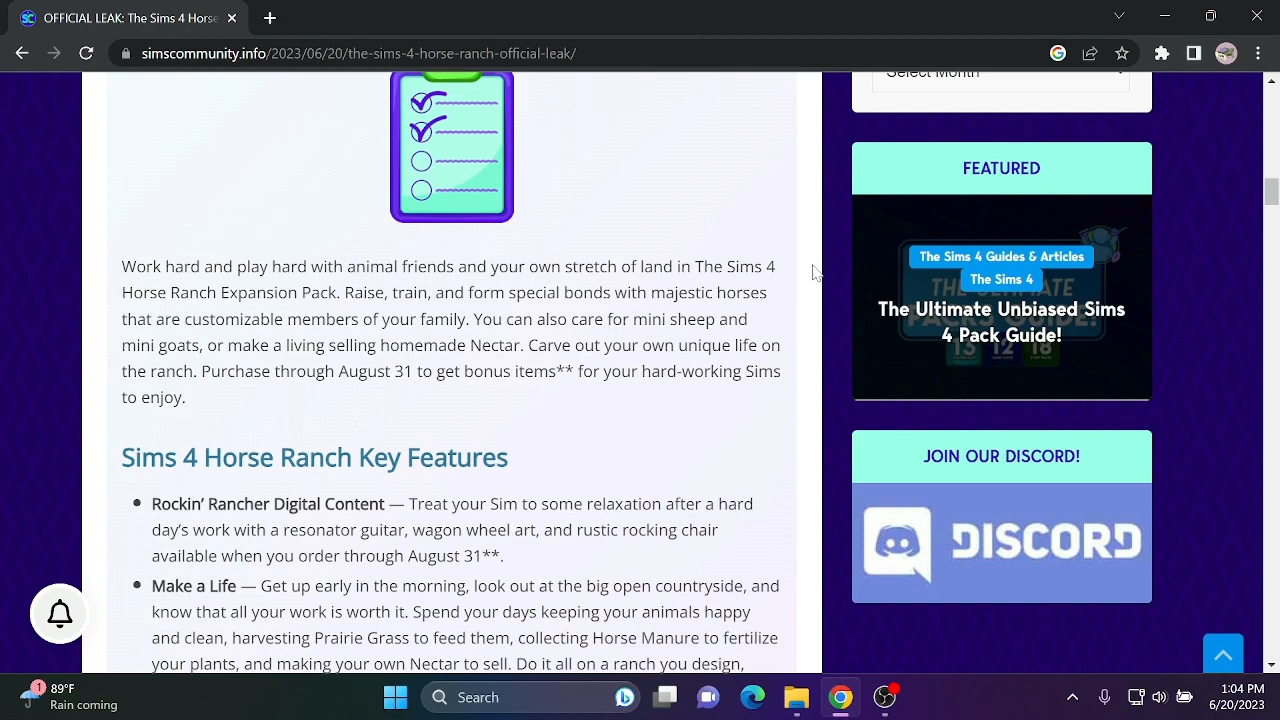 OFFICIAL LEAK: The Sims 4 Horse
simscommunity.info/2023/06/20/the-sims-4-horse-ranch-official-leak/
Select Month
FEATURED
The Sims 4 Guides & Articles
The Sims 4
The Ultimate Unbiased Sims
4 Pack Guide!
THE ULTIMATE
PACKS GUIDE!
13 12 18
Work hard and play hard with animal friends and your own stretch of land in The Sims 4
Horse Ranch Expansion Pack. Raise, train, and form special bonds with majestic horses
that are customizable members of your family. You can also care for mini sheep and
mini goats, or make a living selling homemade Nectar. Carve out your own unique life on
the ranch. Purchase through August 31 to get bonus items** for your hard-working Sims
to enjoy.
Sims 4 Horse Ranch Key Features
Rockin’ Rancher Digital Content — Treat your Sim to some relaxation after a hard
day’s work with a resonator guitar, wagon wheel art, and rustic rocking chair
available when you order through August 31**.
Make a Life — Get up early in the morning, look out at the big open countryside, and
know that all your work is worth it. Spend your days keeping your animals happy
and clean, harvesting Prairie Grass to feed them, collecting Horse Manure to fertilize
your plants, and making your own Nectar to sell. Do it all on a ranch you design,
JOIN OUR DISCORD!
DISCORD
1
89°F
Rain coming
Search
1:04 PM
6/20/2023